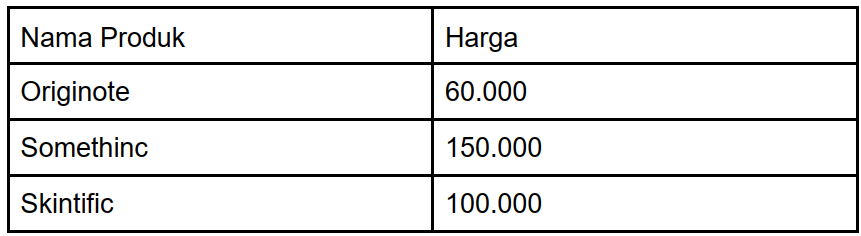 Nama Produk Harga
Originote 60.000
Somethinc 150.000
Skintific 100.000